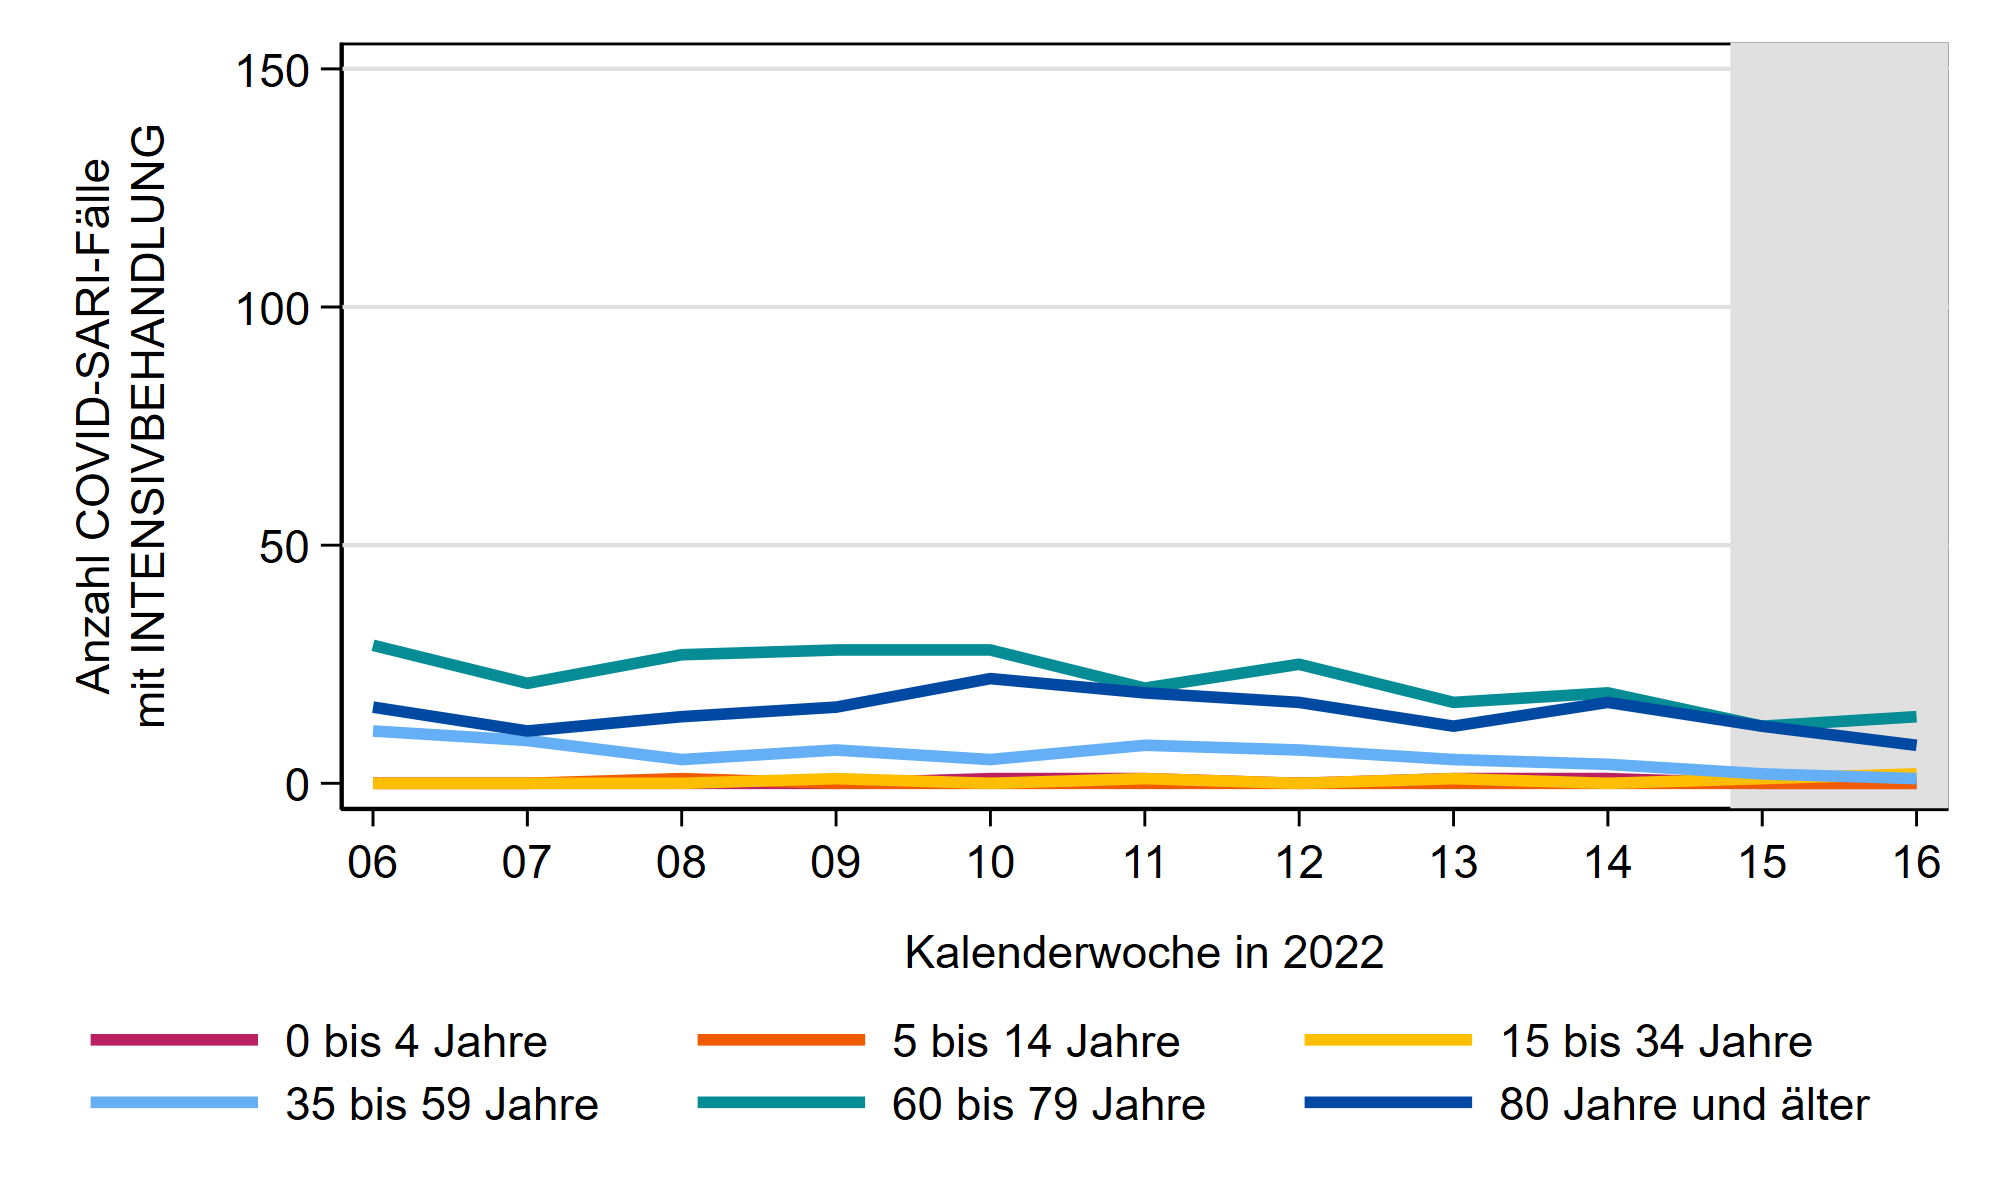 Anzahl COVID-SARI-Fälle
mit INTENSIVBEHANDLUNG
150
100
50
0
06 07 08 09 10 11 12 13 14 15 16
Kalenderwoche in 2022
0 bis 4 Jahre 5 bis 14 Jahre 15 bis 34 Jahre
35 bis 59 Jahre 60 bis 79 Jahre 80 Jahre und älter